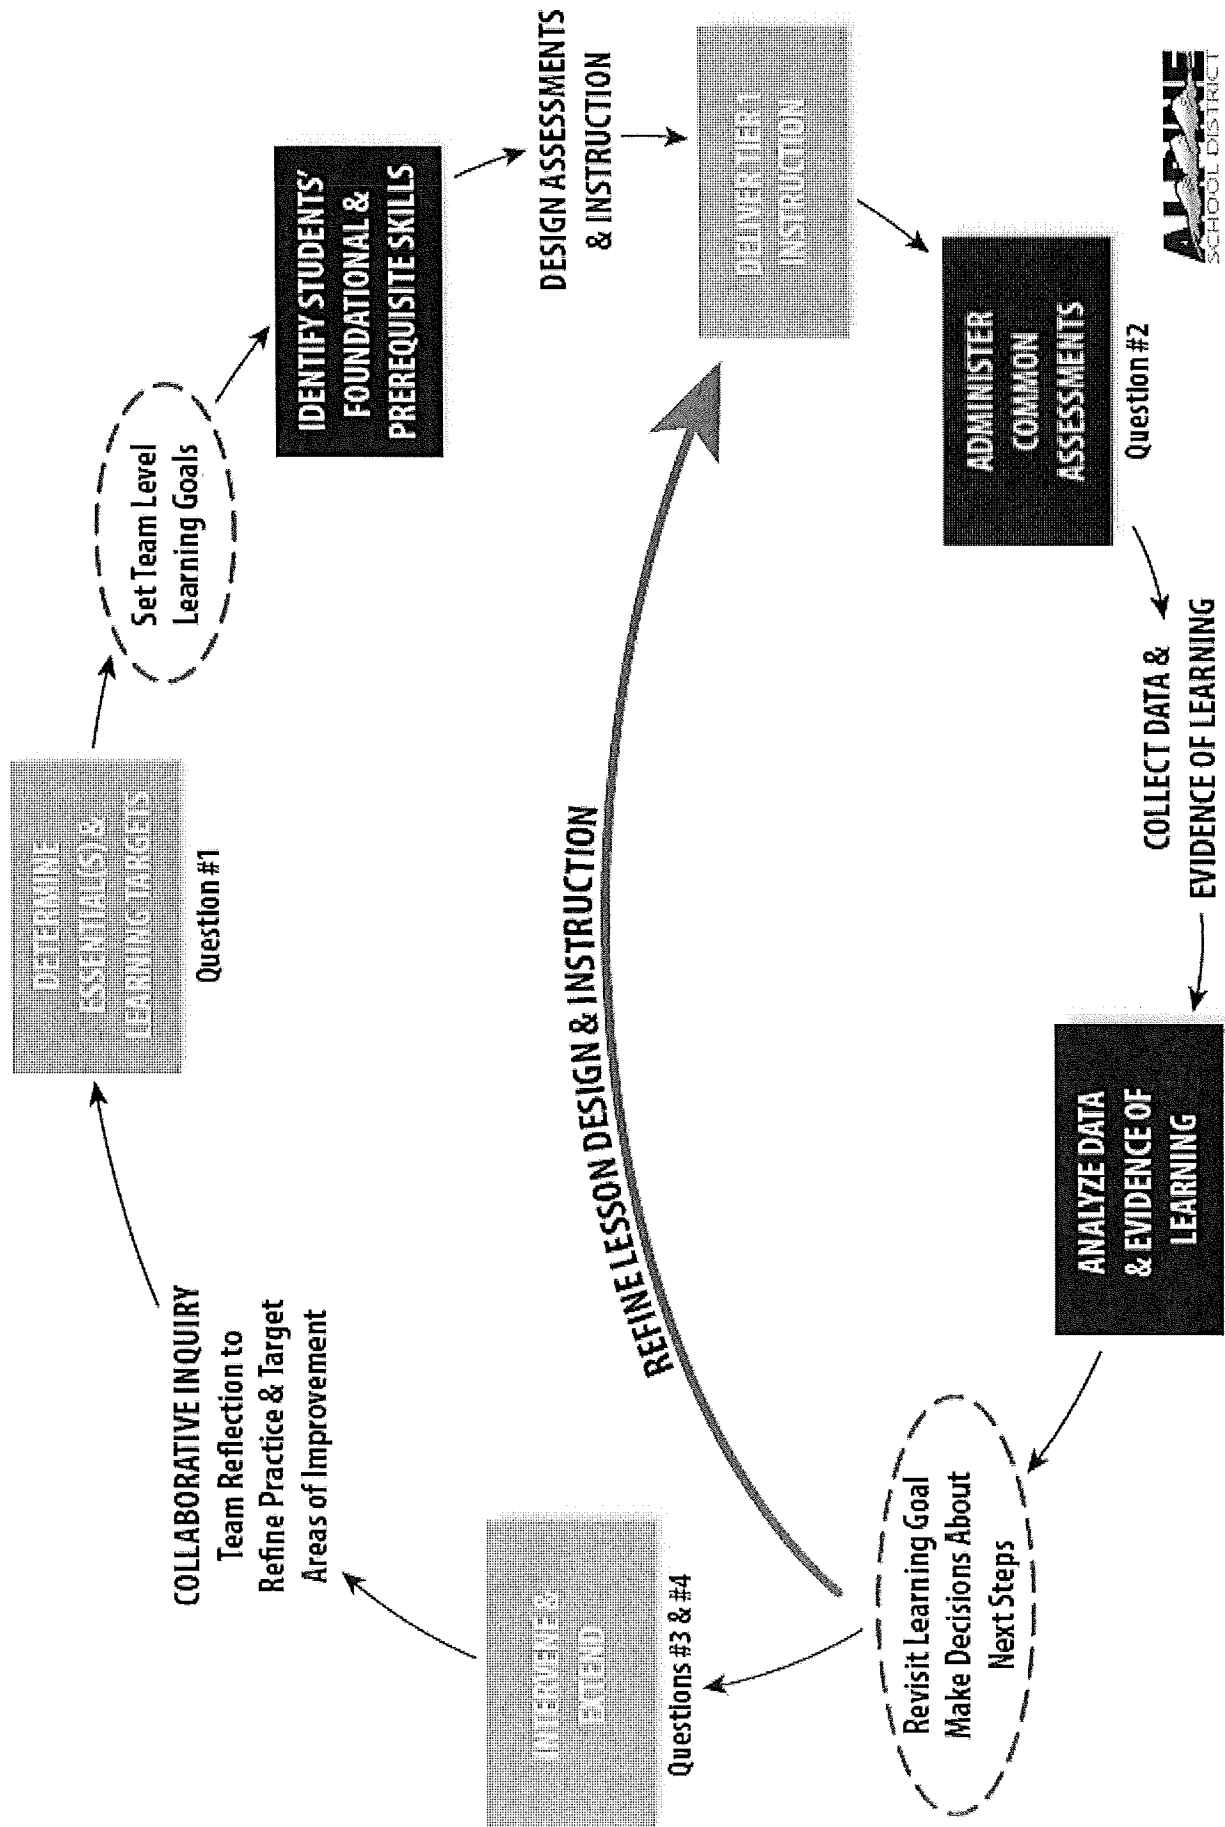 DETERMINE
ESSENTIAL(S) &
LEARNING TARGETS
Question #1
Set Team Level
Learning Goals
IDENTIFY STUDENTS'
FOUNDATIONAL &
PREREQUISITE SKILLS
DESIGN ASSESSMENTS
& INSTRUCTION
DELIVER TIER 1
INSTRUCTION
ADMINISTER
COMMON
ASSESSMENTS
Question #2
COLLECT DATA &
EVIDENCE OF LEARNING
ANALYZE DATA
& EVIDENCE OF
LEARNING
Revisit Learning Goal
Make Decisions About
Next Steps
REFINE LESSON DESIGN & INSTRUCTION
INTERVENE &
EXTEND
Questions #3 & #4
COLLABORATIVE INQUIRY
Team Reflection to
Refine Practice & Target
Areas of Improvement
ALPINE
SCHOOL DISTRICT